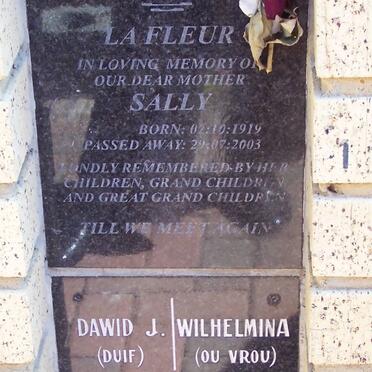 LA FLEUR
IN LOVING MEMORY OF
OUR DEAR MOTHER
SALLY
BORN: 02:10:1919
PASSED AWAY: 29:07:2003
FONDLY REMEMBERED BY HER
CHILDREN, GRAND CHILDREN
AND GREAT GRAND CHILDREN
TILL WE MEET AGAIN
DAWID J. WILHELMINA
(DUIF) (OU VROU)